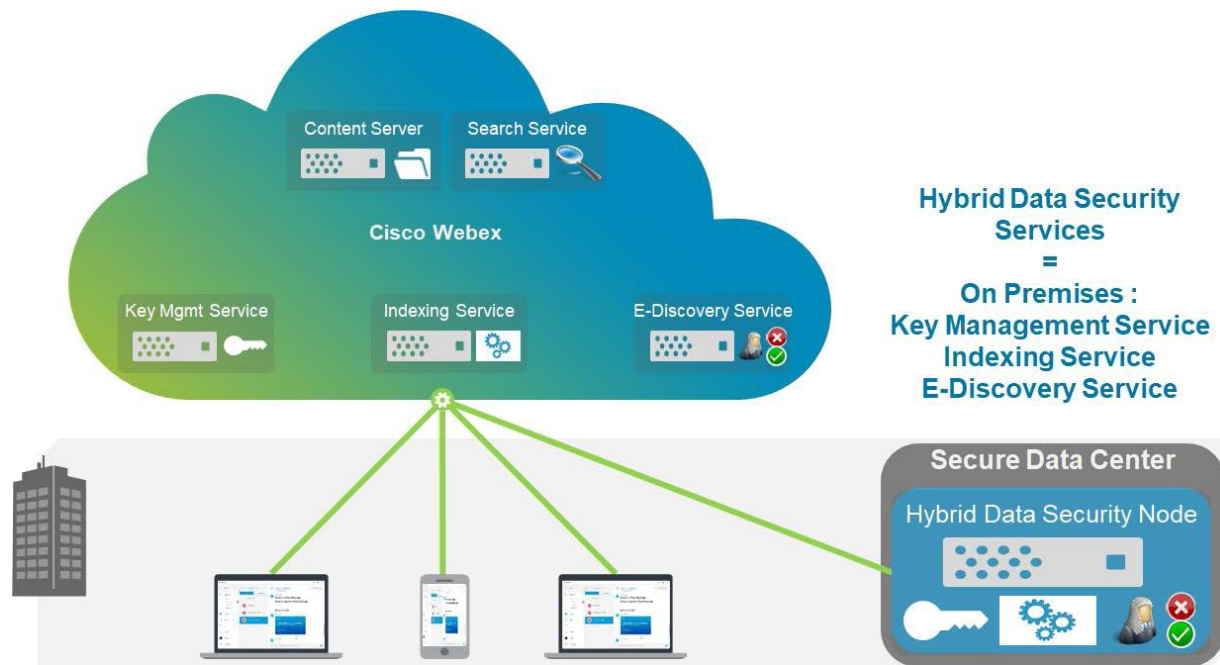 Content Server
Search Service
Cisco Webex
Key Mgmt Service
Indexing Service
E-Discovery Service
Hybrid Data Security
Services
=
On Premises :
Key Management Service
Indexing Service
E-Discovery Service
Secure Data Center
Hybrid Data Security Node